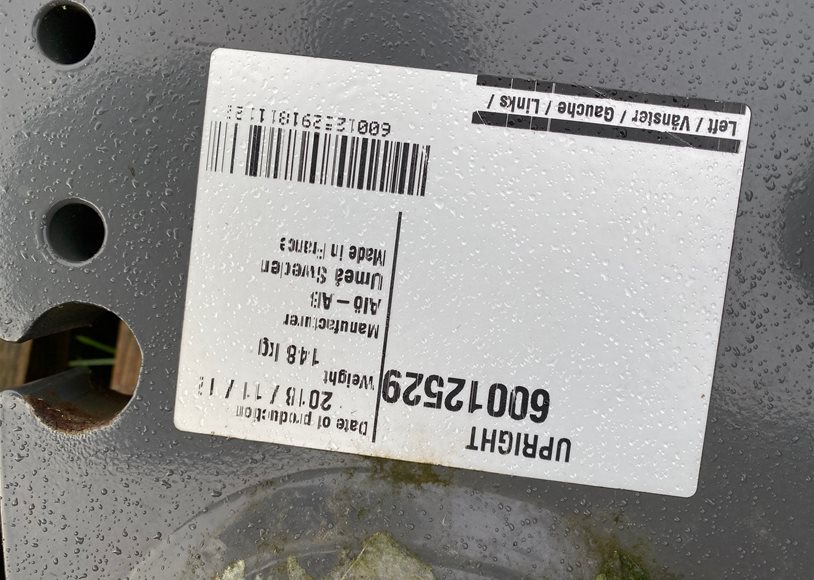 UPRIGHT
60012529
Date of production
2018 / 11 / 12
Weight
148 kg
Manufacturer
Alö – AB
Umeå Sweden
Made in France
Left / Vänster / Gauche / Links /